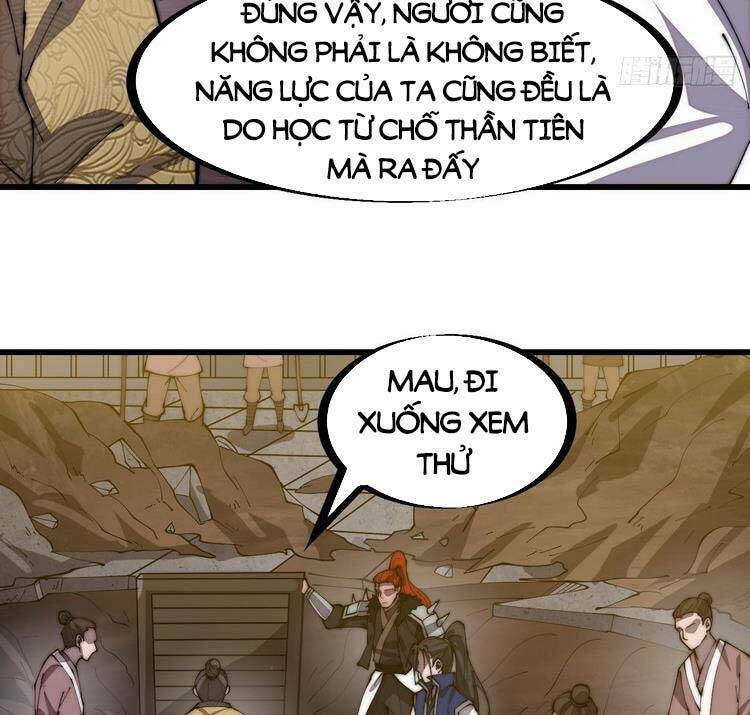 ĐÚNG VẬY, NGƯƠI CŨNG
KHÔNG PHẢI LÀ KHÔNG BIẾT,
NĂNG LỰC CỦA TA CŨNG ĐỀU LÀ
DO HỌC TỪ CHỖ THẦN TIÊN
MÀ RA ĐẤY
MAU, ĐI
XUỐNG XEM
THỬ